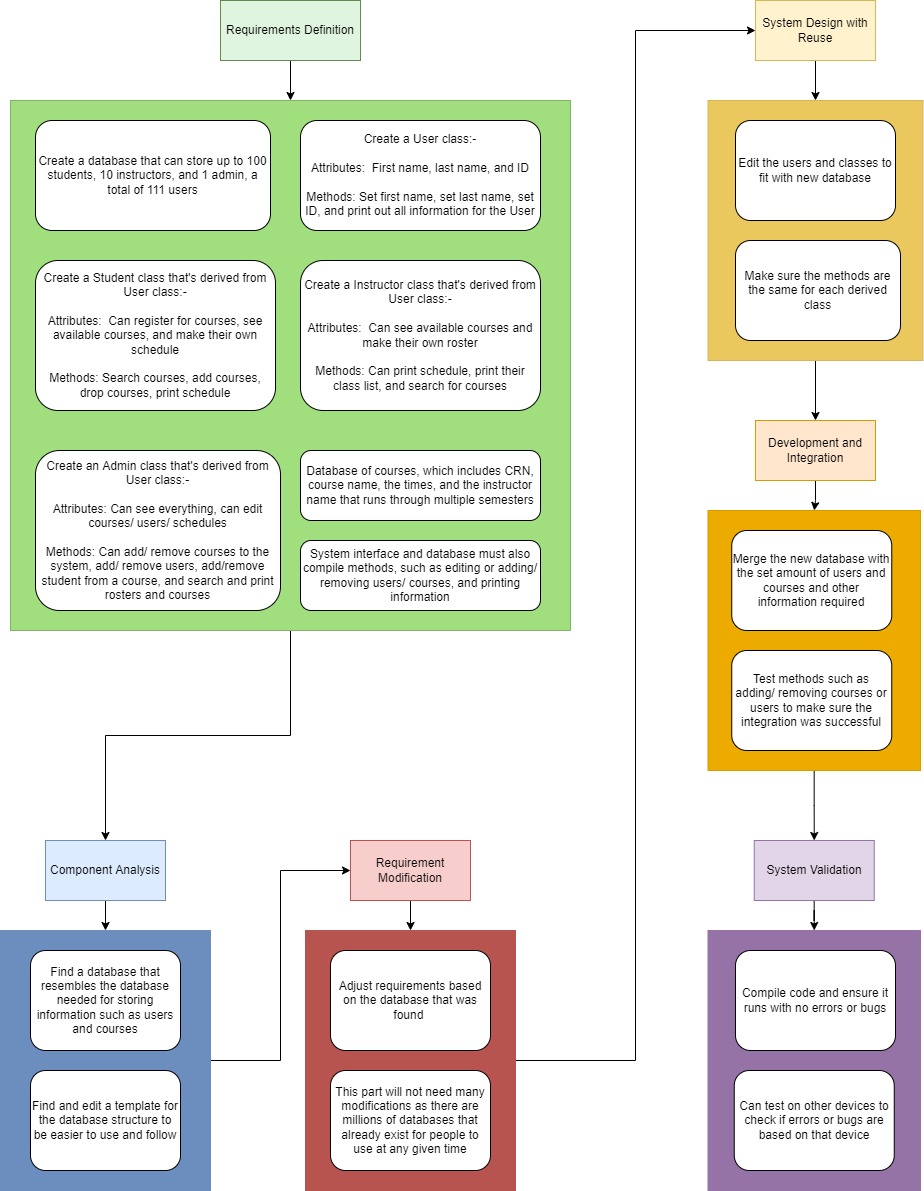 Requirements Definition
Create a database that can store up to 100
students, 10 instructors, and 1 admin, a
total of 111 users
Create a User class:-
Attributes:  First name, last name, and ID
Methods: Set first name, set last name, set
ID, and print out all information for the User
Create a Student class that's derived from
User class:-
Attributes:  Can register for courses, see
available courses, and make their own
schedule
Methods: Search courses, add courses,
drop courses, print schedule
Create a Instructor class that's derived from
User class:-
Attributes:  Can see available courses and
make their own roster
Methods: Can print schedule, print their
class list, and search for courses
Create an Admin class that's derived from
User class:-
Attributes: Can see everything, can edit
courses/ users/ schedules
Methods: Can add/ remove courses to the
system, add/ remove users, add/remove
student from a course, and search and print
rosters and courses
Database of courses, which includes CRN,
course name, the times, and the instructor
name that runs through multiple semesters
System interface and database must also
compile methods, such as editing or adding/
removing users/ courses, and printing
information
Component Analysis
Find a database that
resembles the database
needed for storing
information such as users
and courses
Find and edit a template for
the database structure to
be easier to use and follow
Requirement
Modification
Adjust requirements based
on the database that was
found
This part will not need many
modifications as there are
millions of databases that
already exist for people to
use at any given time
System Design with
Reuse
Edit the users and classes to
fit with new database
Make sure the methods are
the same for each derived
class
Development and
Integration
Merge the new database with
the set amount of users and
courses and other
information required
Test methods such as
adding/ removing courses or
users to make sure the
integration was successful
System Validation
Compile code and ensure it
runs with no errors or bugs
Can test on other devices to
check if errors or bugs are
based on that device